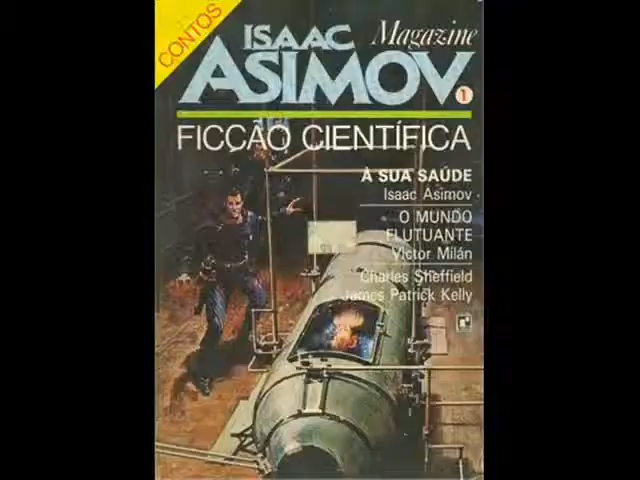 CONTOS
ISAAC
Magazine
ASIMOV
1
FICÇÃO CIENTÍFICA
À SUA SAÚDE
Isaac Asimov
O MUNDO
FLUTUANTE
Victor Milán
Charles Sheffield
James Patrick Kelly